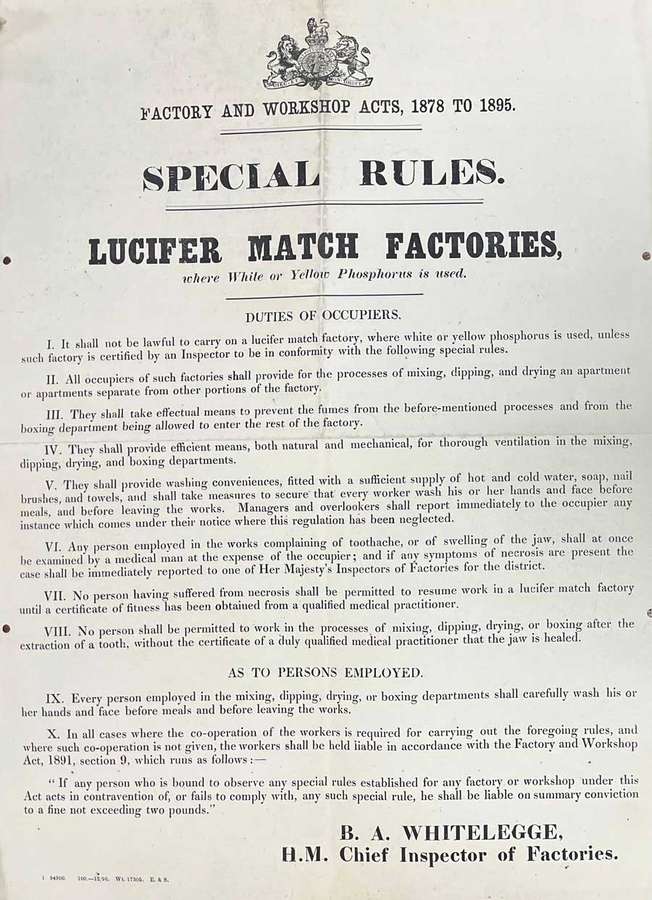 FACTORY AND WORKSHOP ACTS, 1878 TO 1895.
SPECIAL RULES.
LUCIFER MATCH FACTORIES,
where White or Yellow Phosphorus is used.
DUTIES OF OCCUPIERS.
I. It shall not be lawful to carry on a lucifer match factory, where white or yellow phosphorus is used, unless
such factory is certified by an Inspector to be in conformity with the following special rules.
II. All occupiers of such factories shall provide for the processes of mixing, dipping, and drying an apartment
or apartments separate from other portions of the factory.
III. They shall take effectual means to prevent the fumes from the before-mentioned processes and from the
boxing department being allowed to enter the rest of the factory.
IV. They shall provide efficient means, both natural and mechanical, for thorough ventilation in the mixing,
dipping, drying, and boxing departments.
V. They shall provide washing conveniences, fitted with a sufficient supply of hot and cold water, soap, nail
brushes, and towels, and shall take measures to secure that every worker wash his or her hands and face before
meals, and before leaving the works. Managers and overlookers shall report immediately to the occupier any
instance which comes under their notice where this regulation has been neglected.
VI. Any person employed in the works complaining of toothache, or of swelling of the jaw, shall at once
be examined by a medical man at the expense of the occupier; and if any symptoms of necrosis are present the
case shall be immediately reported to one of Her Majesty's Inspectors of Factories for the district.
VII. No person having suffered from necrosis shall be permitted to resume work in a lucifer match factory
until a certificate of fitness has been obtained from a qualified medical practitioner.
VIII. No person shall be permitted to work in the processes of mixing, dipping, drying, or boxing after the
extraction of a tooth, without the certificate of a duly qualified medical practitioner that the jaw is healed.
AS TO PERSONS EMPLOYED.
IX. Every person employed in the mixing, dipping, drying, or boxing departments shall carefully wash his or
her hands and face before meals and before leaving the works.
X. In all cases where the co-operation of the workers is required for carrying out the foregoing rules, and
where such co-operation is not given, the workers shall be held liable in accordance with the Factory and Workshop
Act, 1891, section 9, which runs as follows :—
"If any person who is bound to observe any special rules established for any factory or workshop under this
Act acts in contravention of, or fails to comply with, any such special rule, he shall be liable on summary conviction
to a fine not exceeding two pounds."
B. A. WHITELEGGE,
H.M. Chief Inspector of Factories.
Wt. 17305. E. & S.